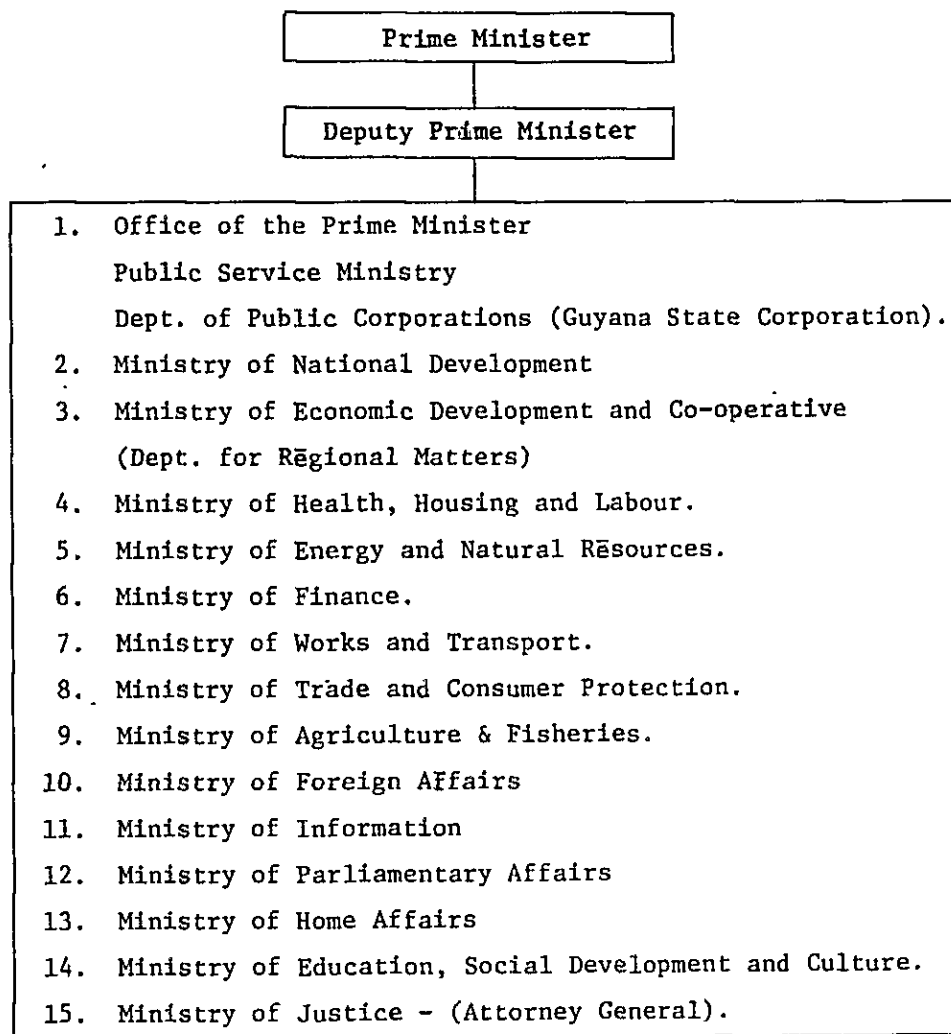 Prime Minister
Deputy Prime Minister
1. Office of the Prime Minister
Public Service Ministry
Dept. of Public Corporations (Guyana State Corporation).
2. Ministry of National Development
3. Ministry of Economic Development and Co-operative
(Dept. for Regional Matters)
4. Ministry of Health, Housing and Labour.
5. Ministry of Energy and Natural Resources.
6. Ministry of Finance.
7. Ministry of Works and Transport.
8. Ministry of Trade and Consumer Protection.
9. Ministry of Agriculture & Fisheries.
10. Ministry of Foreign Affairs
11. Ministry of Information
12. Ministry of Parliamentary Affairs
13. Ministry of Home Affairs
14. Ministry of Education, Social Development and Culture.
15. Ministry of Justice - (Attorney General).